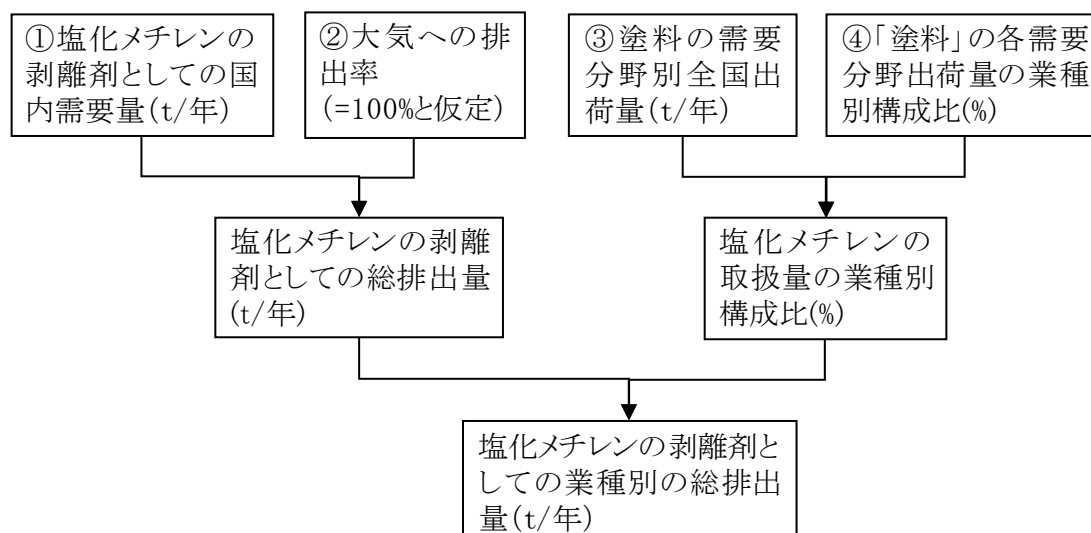 ①塩化メチレンの
剥離剤としての国
内需要量(t/年)
②大気への排
出率
(=100%と仮定)
③塗料の需要
分野別全国出
荷量(t/年)
④「塗料」の各需要
分野出荷量の業種
別構成比(%)
塩化メチレンの剥離
剤としての総排出量
(t/年)
塩化メチレンの
取扱量の業種別
構成比(%)
塩化メチレンの剥離剤と
しての業種別の総排出
量(t/年)